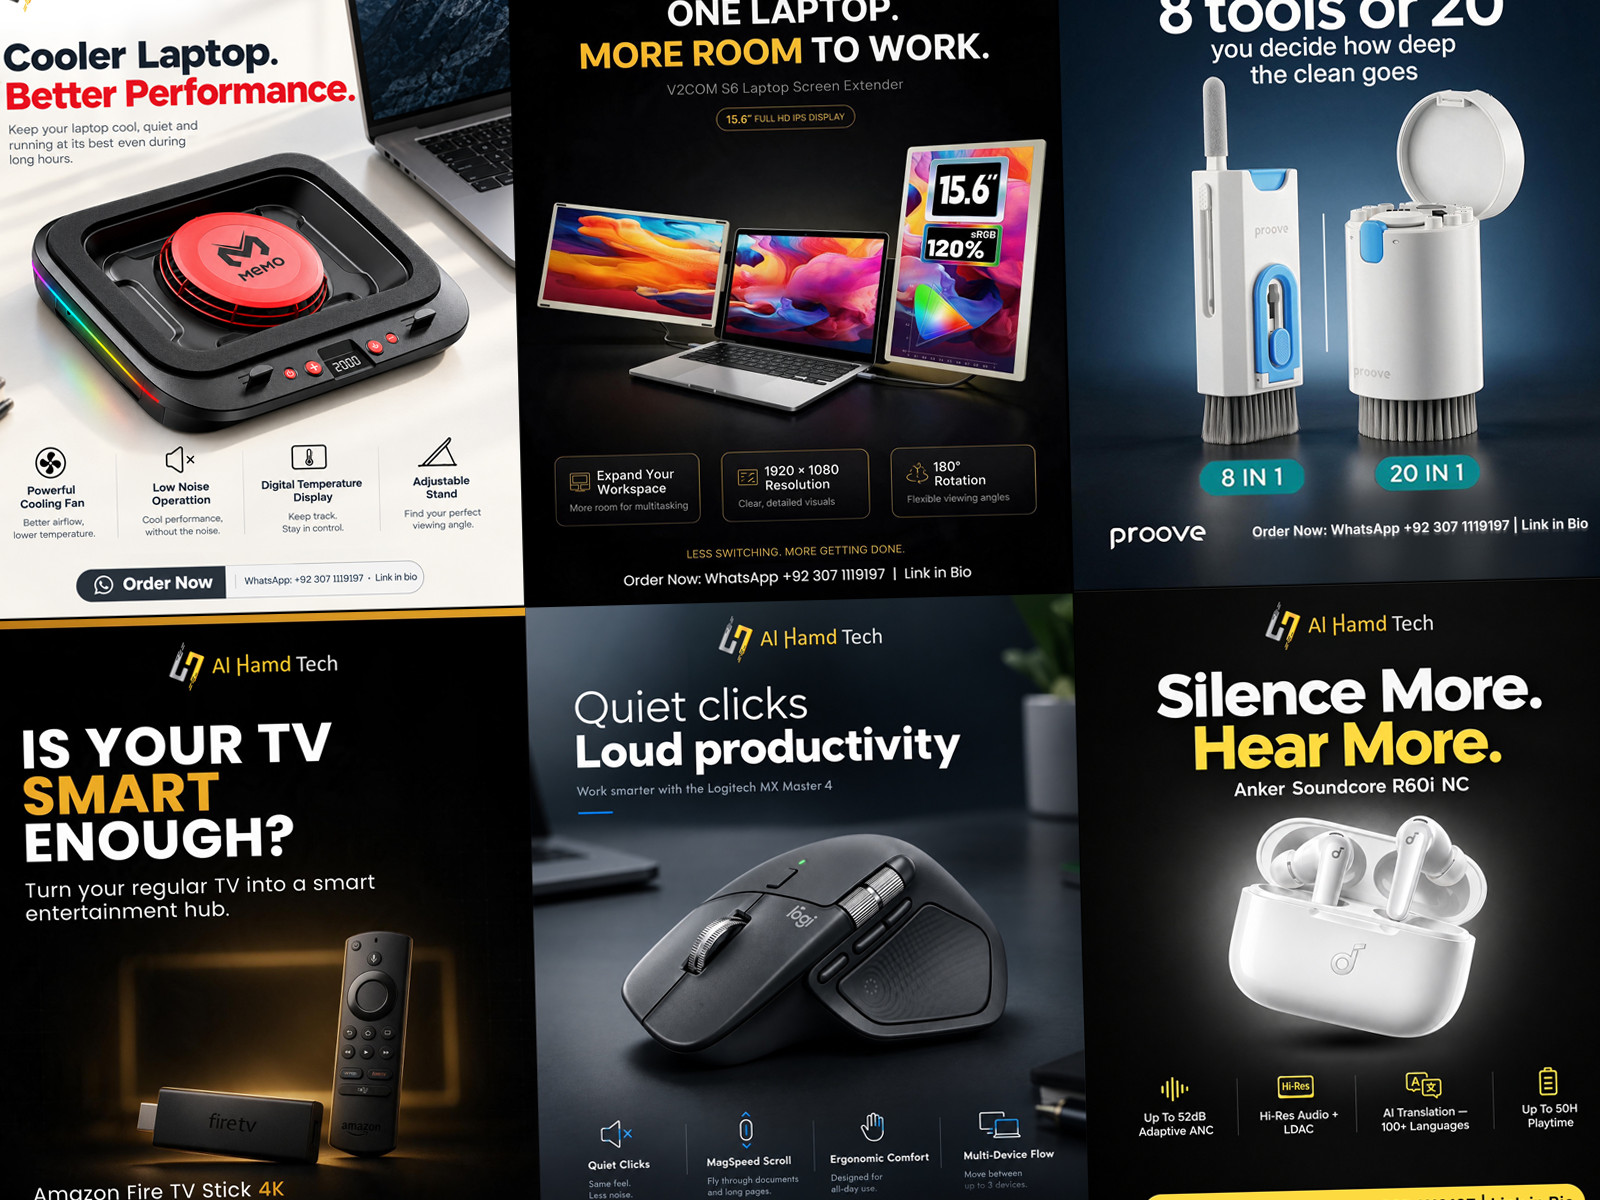 Cooler Laptop.
Better Performance.
Keep your laptop cool, quiet and
running at its best even during
long hours.
MEMO
2000
Powerful
Cooling Fan
Better airflow,
lower temperature.
Low Noise
Operattion
Cool performance,
without the noise.
Digital Temperature
Display
Keep track.
Stay in control.
Adjustable
Stand
Find your perfect
viewing angle.
Order Now
WhatsApp: +92 307 1119197 • Link in bio
ONE LAPTOP.
MORE ROOM TO WORK.
V2COM S6 Laptop Screen Extender
15.6" FULL HD IPS DISPLAY
15.6"
sRGB
120%
Expand Your
Workspace
More room for multitasking
1920 × 1080
Resolution
Clear, detailed visuals
180°
Rotation
Flexible viewing angles
LESS SWITCHING. MORE GETTING DONE.
Order Now: WhatsApp +92 307 1119197 | Link in Bio
8 tools or 20
you decide how deep
the clean goes
proove
proove
8 IN 1
20 IN 1
proove
Order Now: WhatsApp +92 307 1119197 | Link in Bio
Al Hamd Tech
IS YOUR TV
SMART
ENOUGH?
Turn your regular TV into a smart
entertainment hub.
firetv
amazon
Amazon Fire TV Stick 4K
Al Hamd Tech
Quiet clicks
Loud productivity
Work smarter with the Logitech MX Master 4
logi
Quiet Clicks
Same feel.
Less noise.
MagSpeed Scroll
Fly through documents
and long pages.
Ergonomic Comfort
Designed for
all-day use.
Multi-Device Flow
Move between
up to 3 devices.
Al Hamd Tech
Silence More.
Hear More.
Anker Soundcore R60i NC
Up To 52dB
Adaptive ANC
Hi-Res
Hi-Res Audio +
LDAC
AI Translation —
100+ Languages
Up To 50H
Playtime